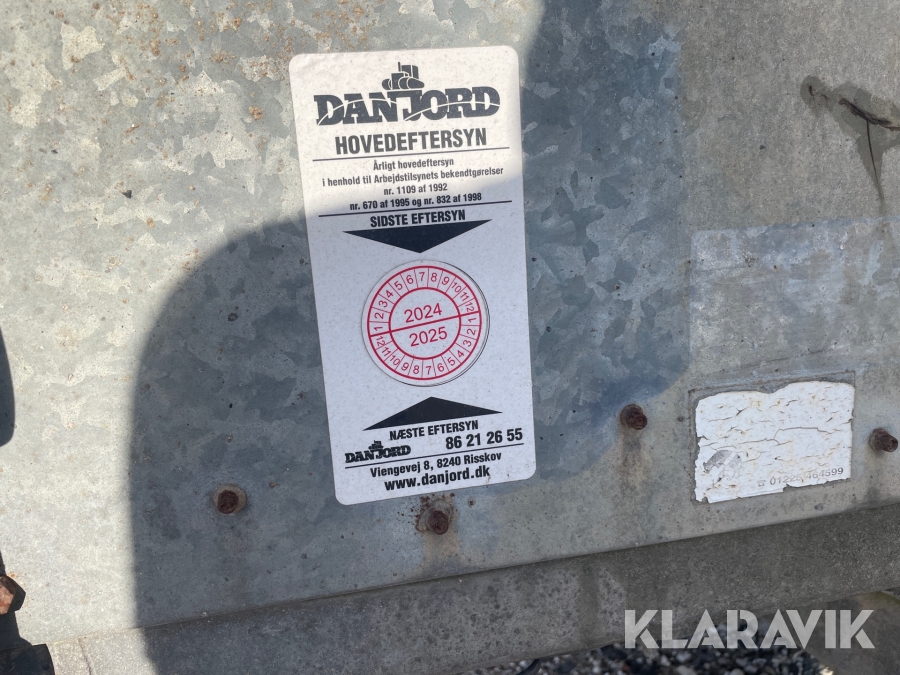 DANJORD
HOVEDEFTERSYN
Årligt hovedeftersyn
i henhold til Arbejdstilsynets bekendtgørelser
nr. 1109 af 1992
nr. 670 af 1995 og nr. 832 af 1998
SIDSTE EFTERSYN
1 2 3 4 5 6 7 8 9 10 11 12
2024
2025
12 11 10 9 8 7 6 5 4 3 2 1
NÆSTE EFTERSYN
DANJORD
86 21 26 55
Viengevej 8, 8240 Risskov
www.danjord.dk
KLARAVIK